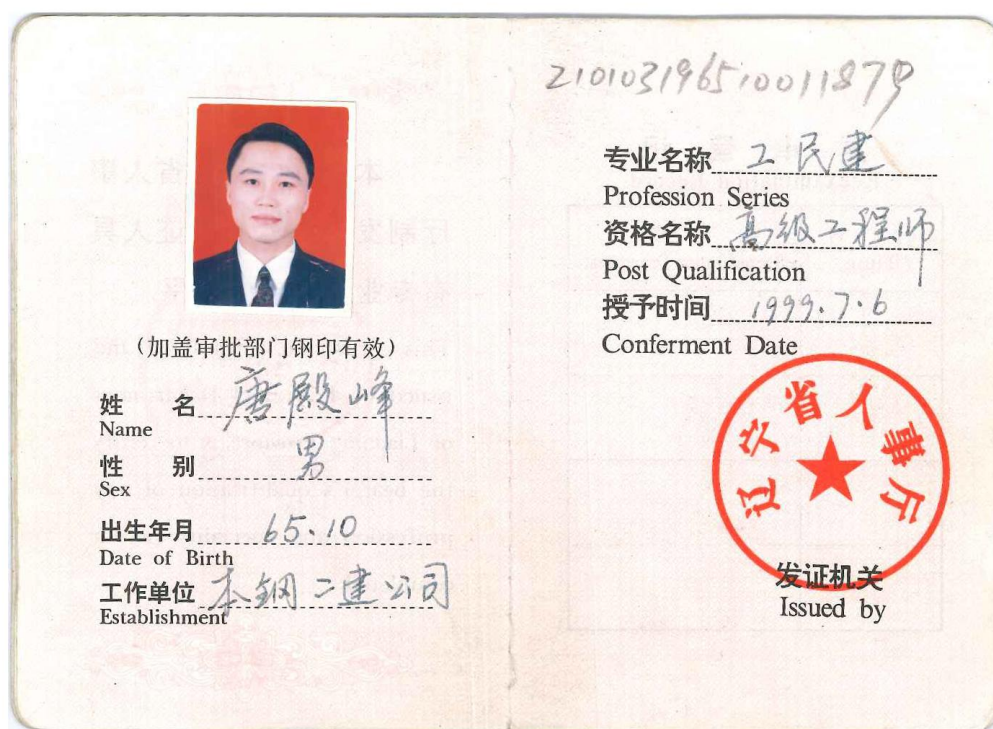 (加盖审批部门钢印有效)
姓 名 唐殿峰
Name
性 别 男
Sex
出生年月 65.10
Date of Birth
工作单位 本钢二建公司
Establishment
210103196510011879
专业名称 工民建
Profession Series
资格名称 高级工程师
Post Qualification
授予时间 1999.7.6
Conferment Date
辽宁省人事厅
发证机关
Issued by